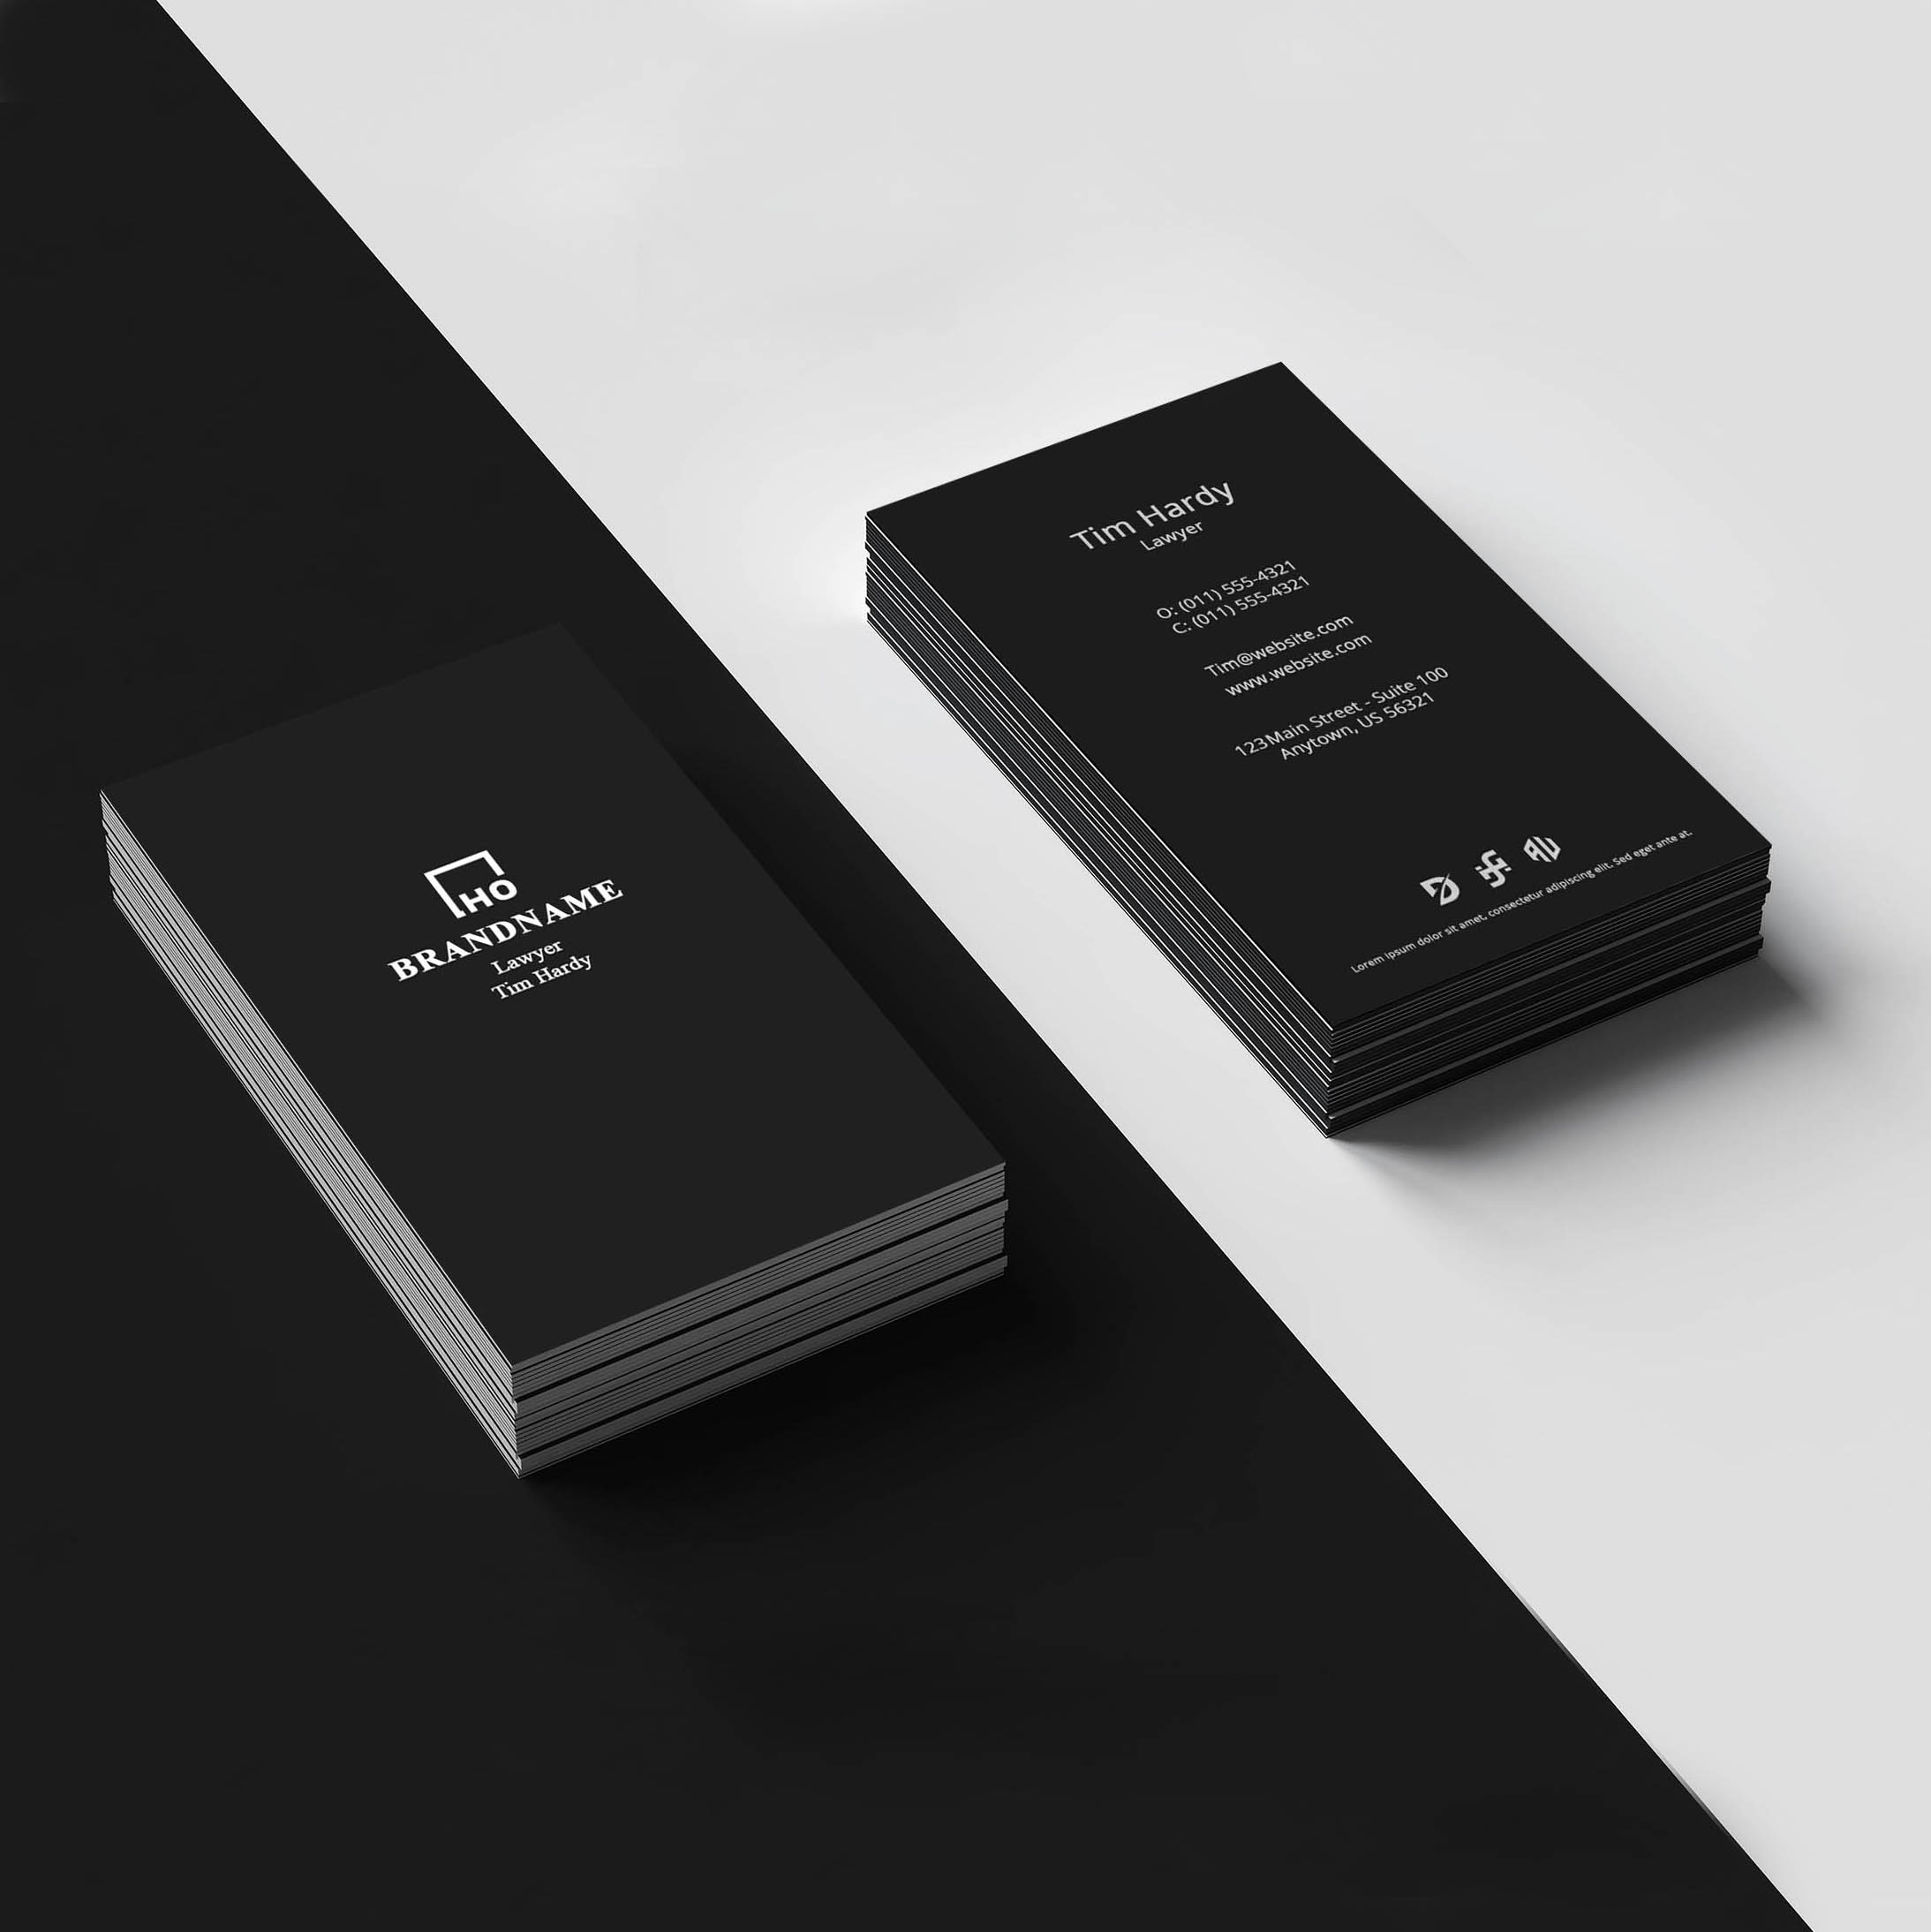 HO
BRANDNAME
Lawyer
Tim Hardy
Tim Hardy
Lawyer
O: (011) 555-4321
C: (011) 555-4321
Tim@website.com
www.website.com
123Main Street - Suite 100
Anytown, US 56321
Lorem ipsum dolor sit amet, consectetur adipiscing elit. Sed eget ante at.